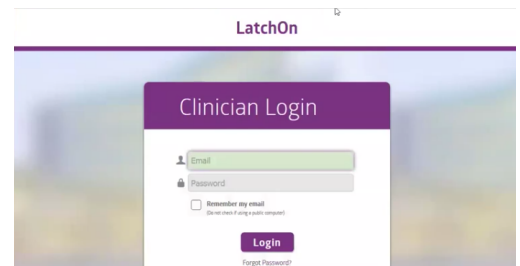 LatchOn
Clinician Login
Email
Password
Remember my email
(Do not check if using a public computer!)
Login
Forgot Password?